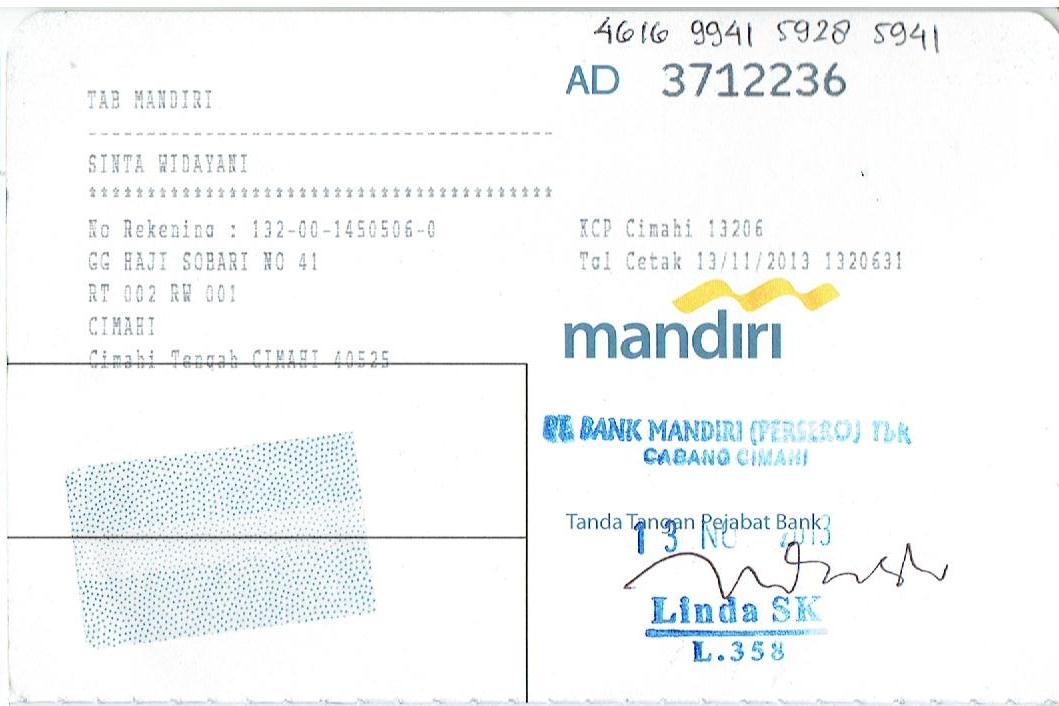 4616 9941 5928 5941
AD 3712236
TAB MANDIRI
----------------------------------------
SINTA WIDAYANI
****************************************
No Rekening : 132-00-1450506-0
GG HAJI SOBARI NO 41
RT 002 RW 001
CIMAHI
Cimahi Tengah CIMAHI 40525
KCP Cimahi 13206
Tgl Cetak 13/11/2013 1320631
mandiri
PT. BANK MANDIRI (PERSERO) Tbk
CABANG CIMAHI
Tanda Tangan Pejabat Bank
13 NO 2013
Linda SK
L.358